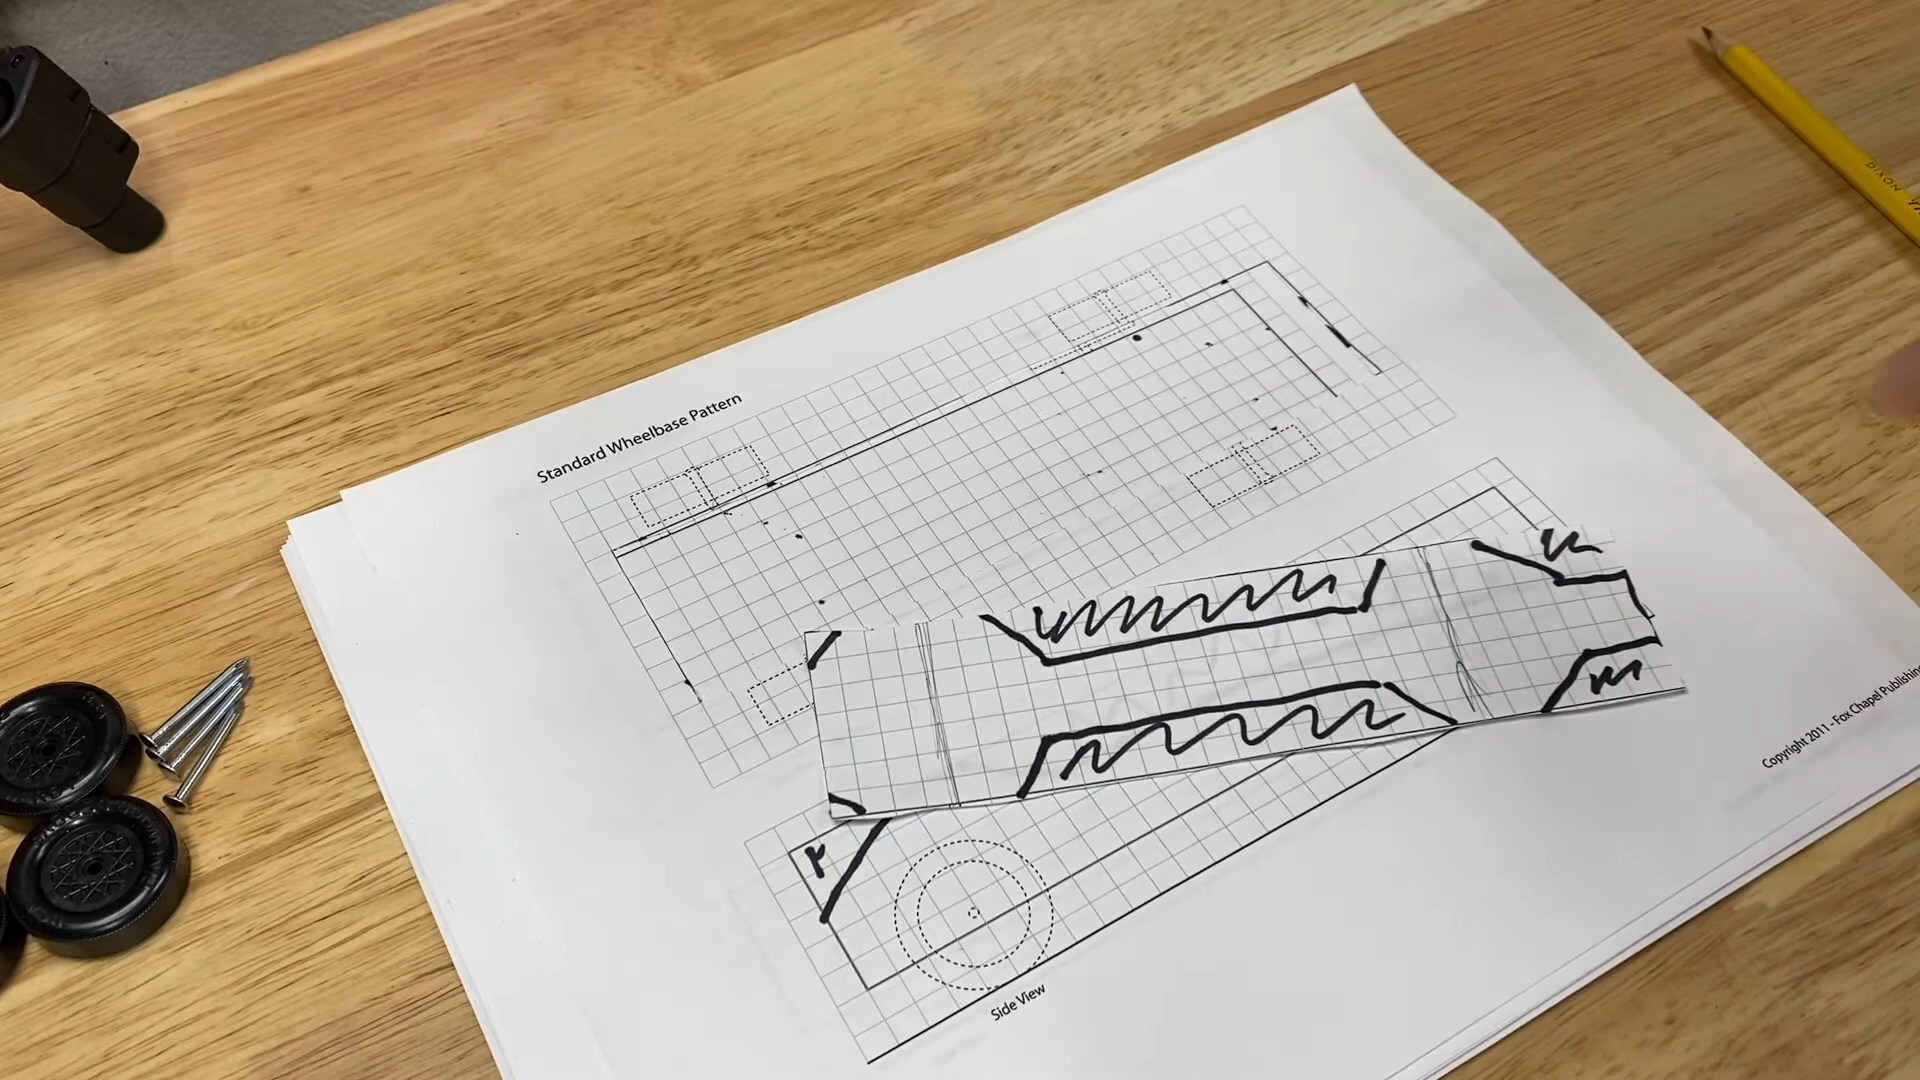 Standard Wheelbase Pattern
DIXON
Side View
Copyright 2011 - Fox Chapel Publishing